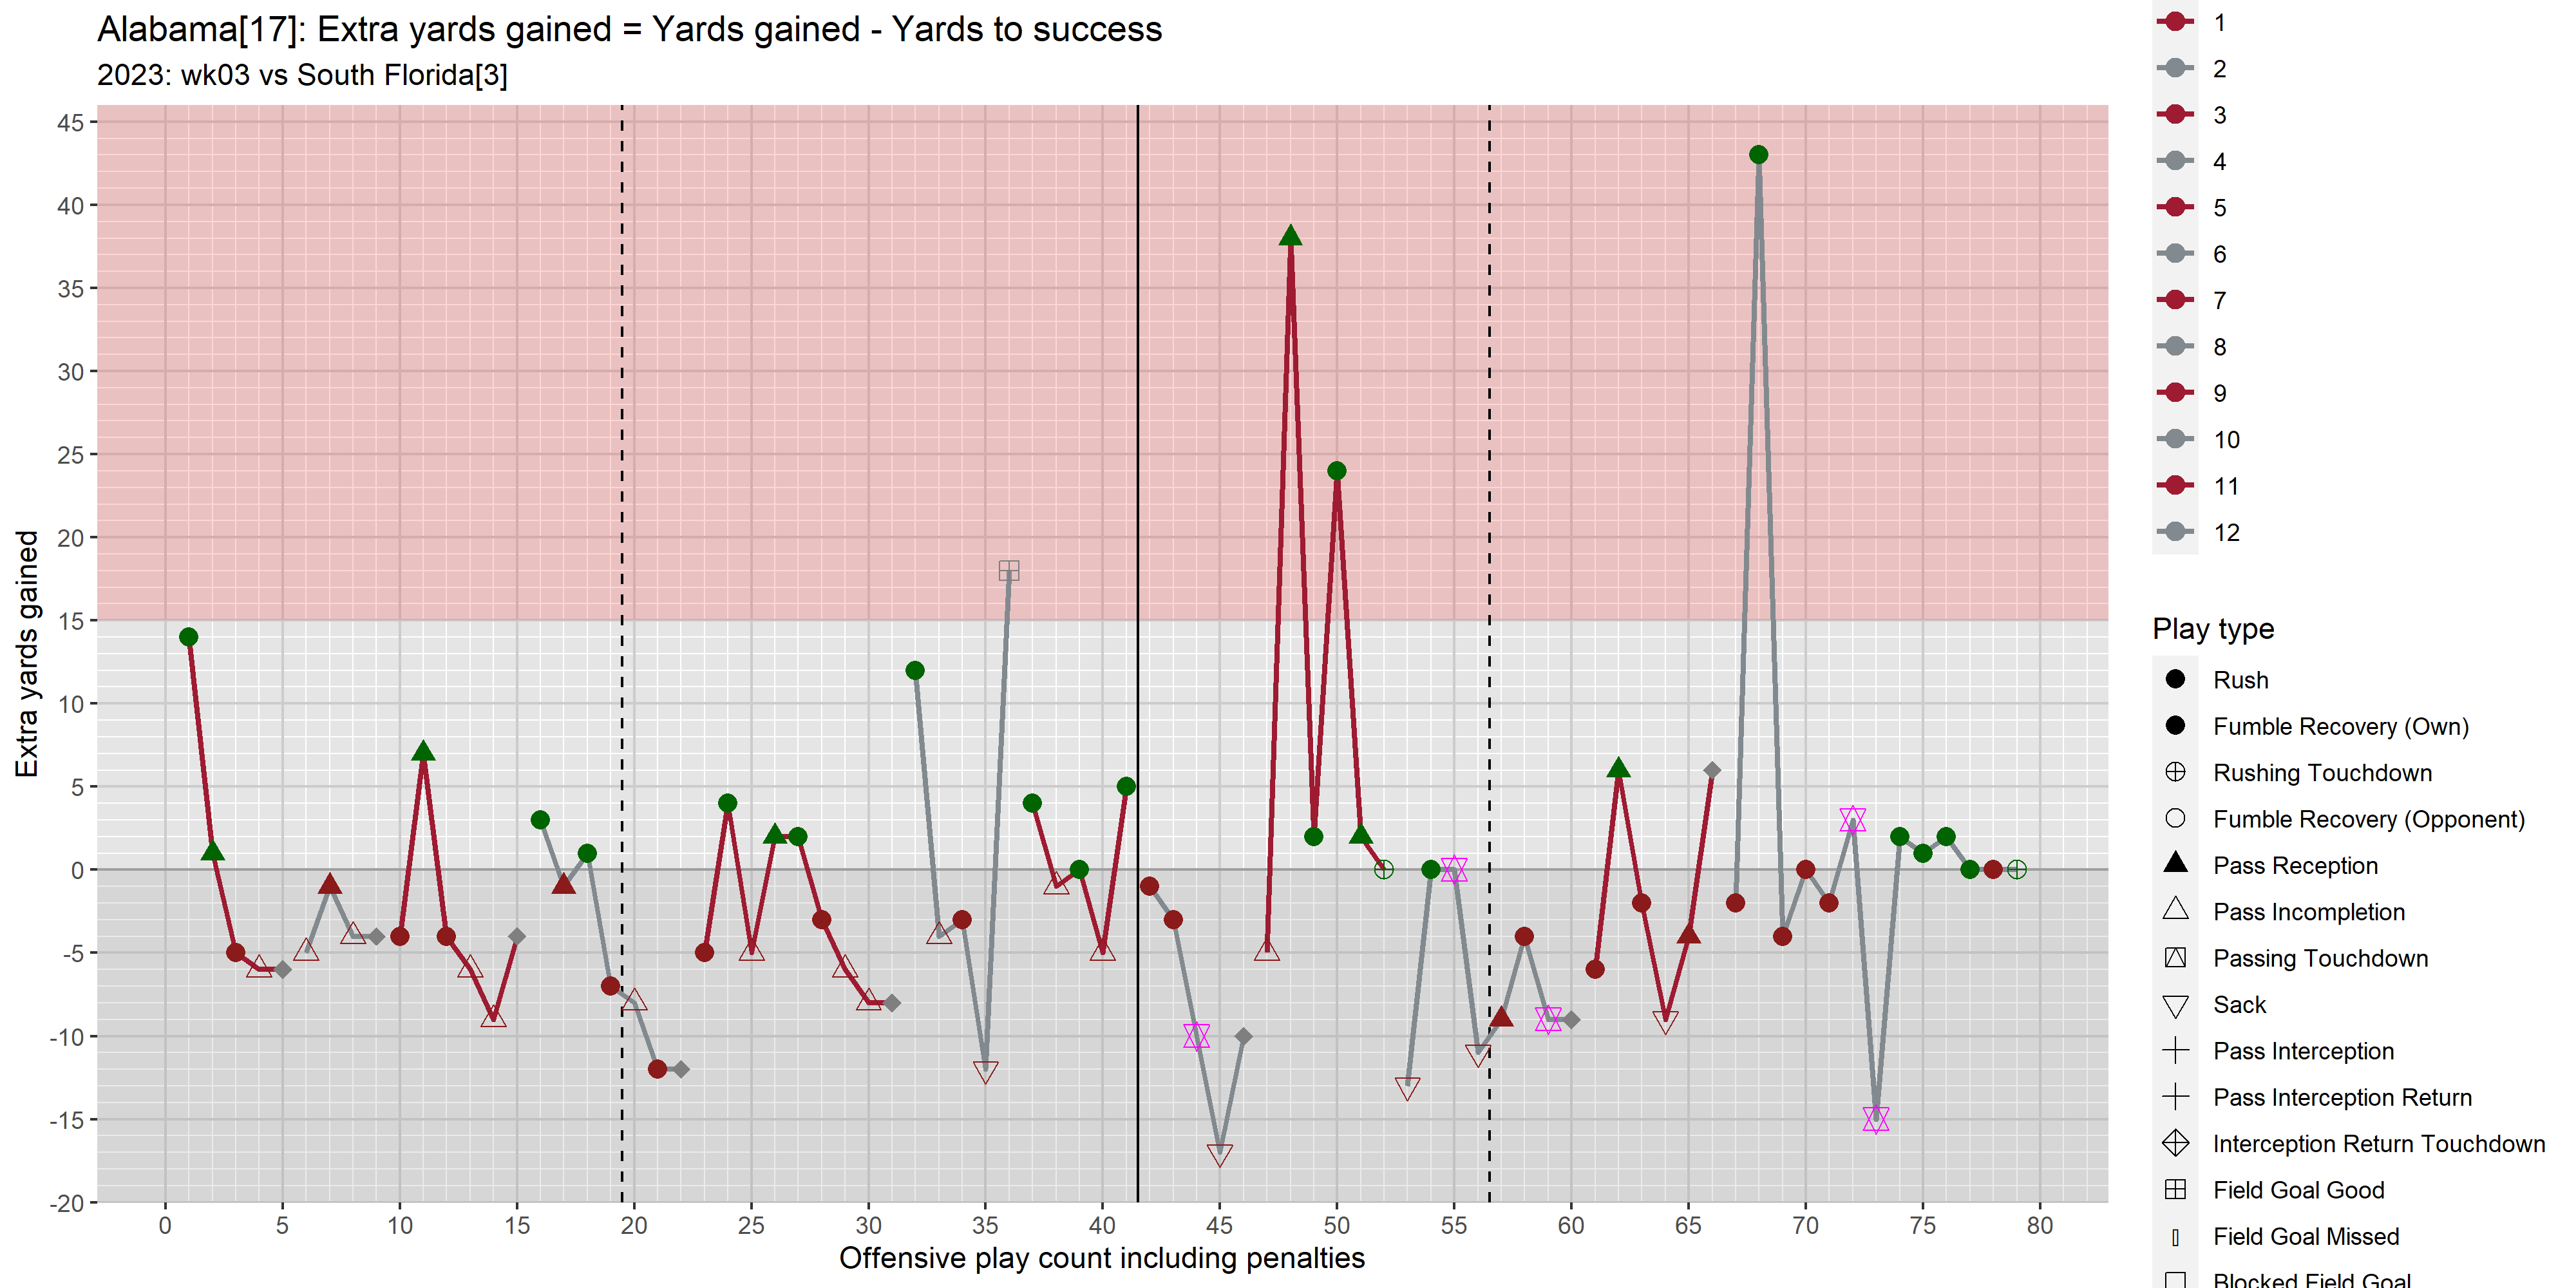 Alabama[17]: Extra yards gained = Yards gained - Yards to success
2023: wk03 vs South Florida[3]
Extra yards gained
45
40
35
30
25
20
15
10
5
0
-5
-10
-15
-20
0 5 10 15 20 25 30 35 40 45 50 55 60 65 70 75 80
Offensive play count including penalties
1
2
3
4
5
6
7
8
9
10
11
12
Play type
Rush
Fumble Recovery (Own)
Rushing Touchdown
Fumble Recovery (Opponent)
Pass Reception
Pass Incompletion
Passing Touchdown
Sack
Pass Interception
Pass Interception Return
Interception Return Touchdown
Field Goal Good
Field Goal Missed
Blocked Field Goal